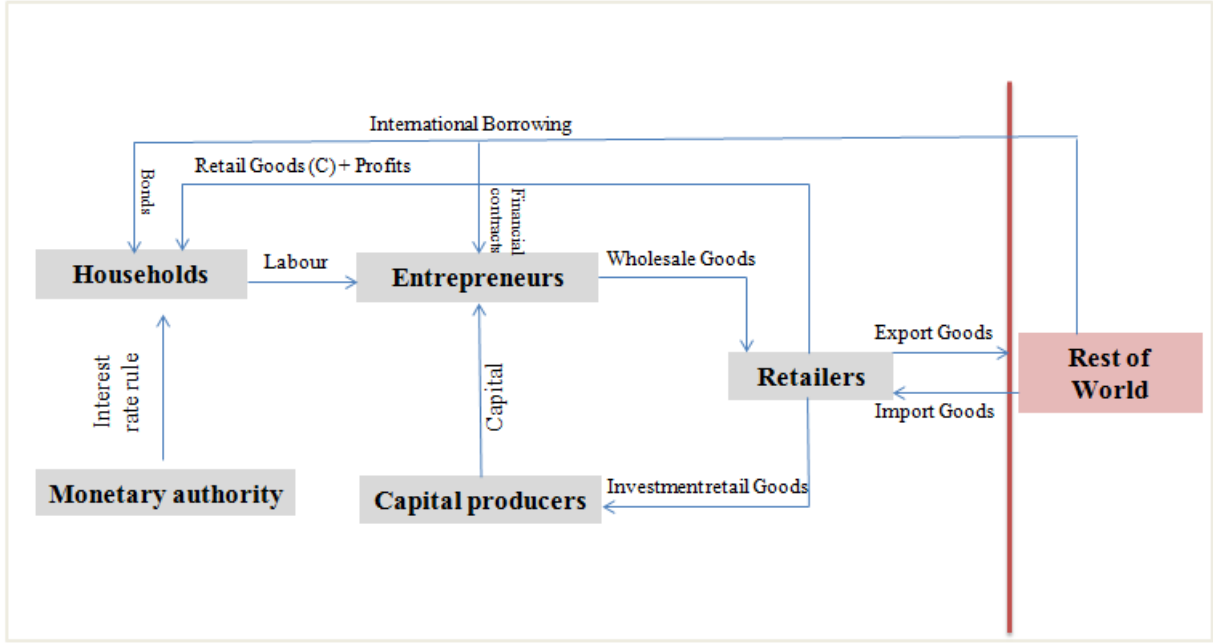 International Borrowing
Retail Goods (C) + Profits
Bonds
Financial
contracts
Households
Labour
Entrepreneurs
Wholesale Goods
Export Goods
Rest of
World
Retailers
Import Goods
Interest
rate rule
Capital
Monetary authority
Capital producers
Investmentretail Goods